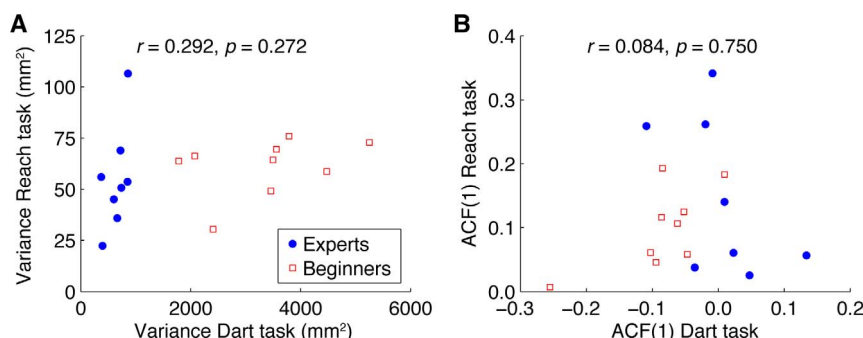 A
r = 0.292, p = 0.272
125
100
75
50
25
0
Variance Reach task (mm²)
0 2000 4000 6000
Variance Dart task (mm²)
Experts
Beginners
B
r = 0.084, p = 0.750
0.4
0.3
0.2
0.1
0.0
ACF(1) Reach task
−0.3 −0.2 −0.1 0.0 0.1 0.2
ACF(1) Dart task